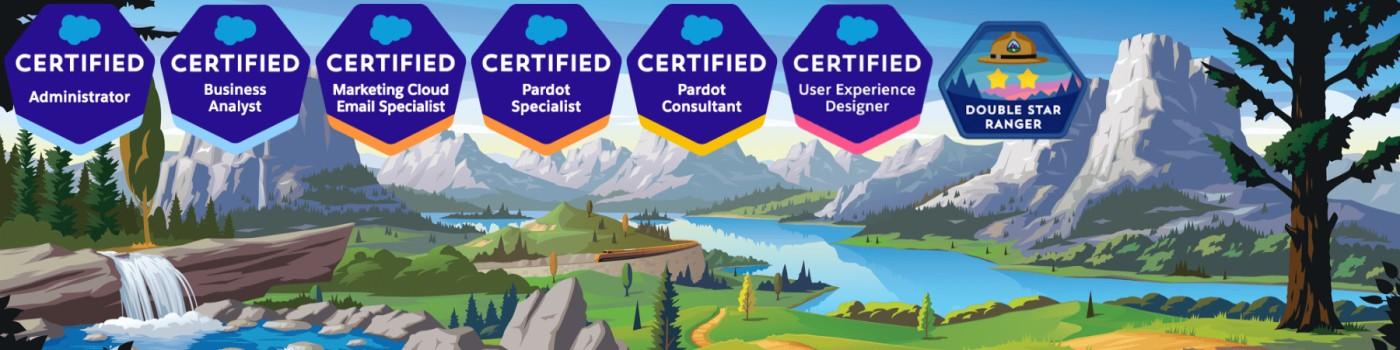 CERTIFIED
Administrator
CERTIFIED
Business
Analyst
CERTIFIED
Marketing Cloud
Email Specialist
CERTIFIED
Pardot
Specialist
CERTIFIED
Pardot
Consultant
CERTIFIED
User Experience
Designer
DOUBLE STAR
RANGER